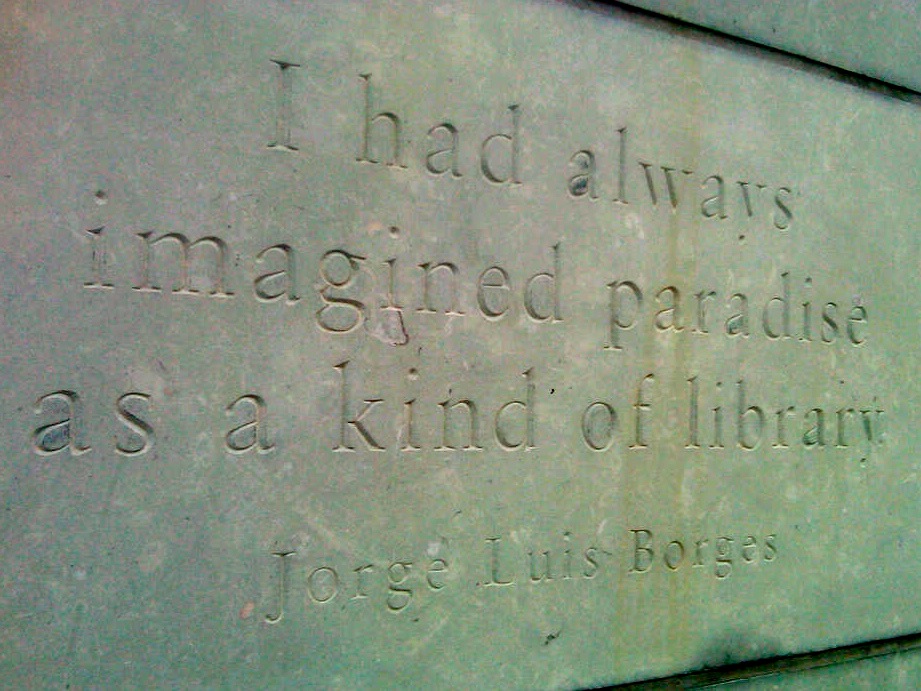 I had always
imagined paradise
as a kind of library.
Jorge Luis Borges